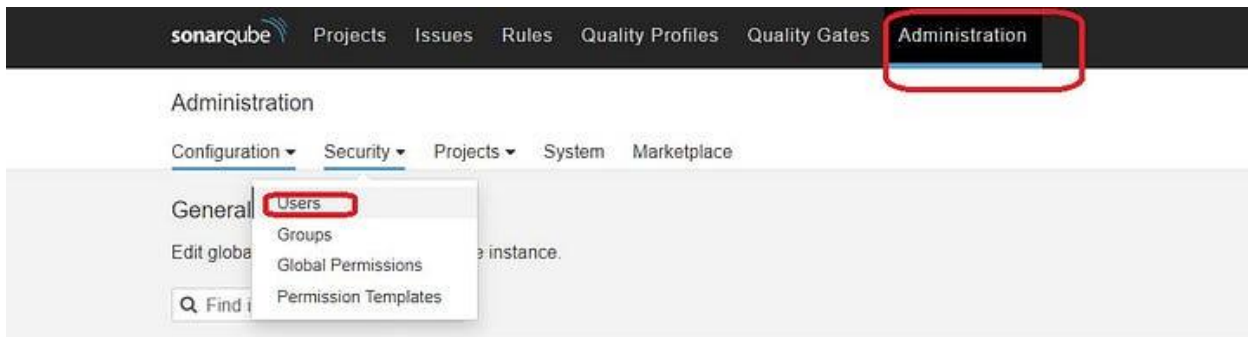 sonarqube Projects Issues Rules Quality Profiles Quality Gates Administration
Administration
Configuration Security Projects System Marketplace
General Users
Groups
Edit globa instance.
Global Permissions
Find i Permission Templates